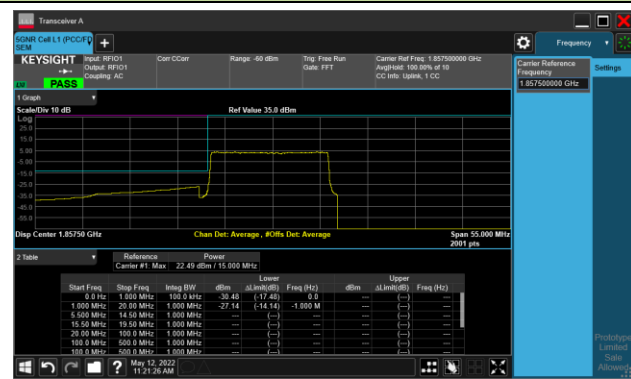 Transceiver A
5GNR Cell L1 (PCC/FD
SEM
+
KEYSIGHT
Input: RFIO1
Output: RFIO1
Coupling: AC
Corr CCorr
Range: -60 dBm
Trig: Free Run
Gate: FFT
Carrier Ref Freq: 1.857500000 GHz
Avg|Hold: 100.00% of 10
CC Info: Uplink, 1 CC
PASS
Frequency
Carrier Reference
Frequency
1.857500000 GHz
Settings
1 Graph
Scale/Div 10 dB
Ref Value 35.0 dBm
Log
25.0
15.0
5.00
-5.00
-15.0
-25.0
-35.0
-45.0
-55.0
Disp Center 1.85750 GHz
Chan Det: Average , #Offs Det: Average
Span 55.000 MHz
2001 pts
2 Table
Reference Power
Carrier #1: Max 22.49 dBm / 15.000 MHz
Lower Upper
Start Freq Stop Freq Integ BW dBm ΔLimit(dB) Freq (Hz) dBm ΔLimit(dB) Freq (Hz)
0.0 Hz 1.000 MHz 100.0 kHz -30.48 (-17.48) 0.0 --- (---) ---
1.000 MHz 20.00 MHz 1.000 MHz -27.14 (-14.14) -1.000 M --- (---) ---
5.500 MHz 14.50 MHz 1.000 MHz --- (---) --- --- (---) ---
15.50 MHz 19.50 MHz 1.000 MHz --- (---) --- --- (---) ---
20.00 MHz 100.0 MHz 1.000 MHz --- (---) --- --- (---) ---
100.0 MHz 500.0 MHz 1.000 MHz --- (---) --- --- (---) ---
100.0 MHz 500.0 MHz 1.000 MHz --- (---) --- --- (---) ---
May 12, 2022
11:21:26 AM
Prototype
Limited
Sale
Allowed